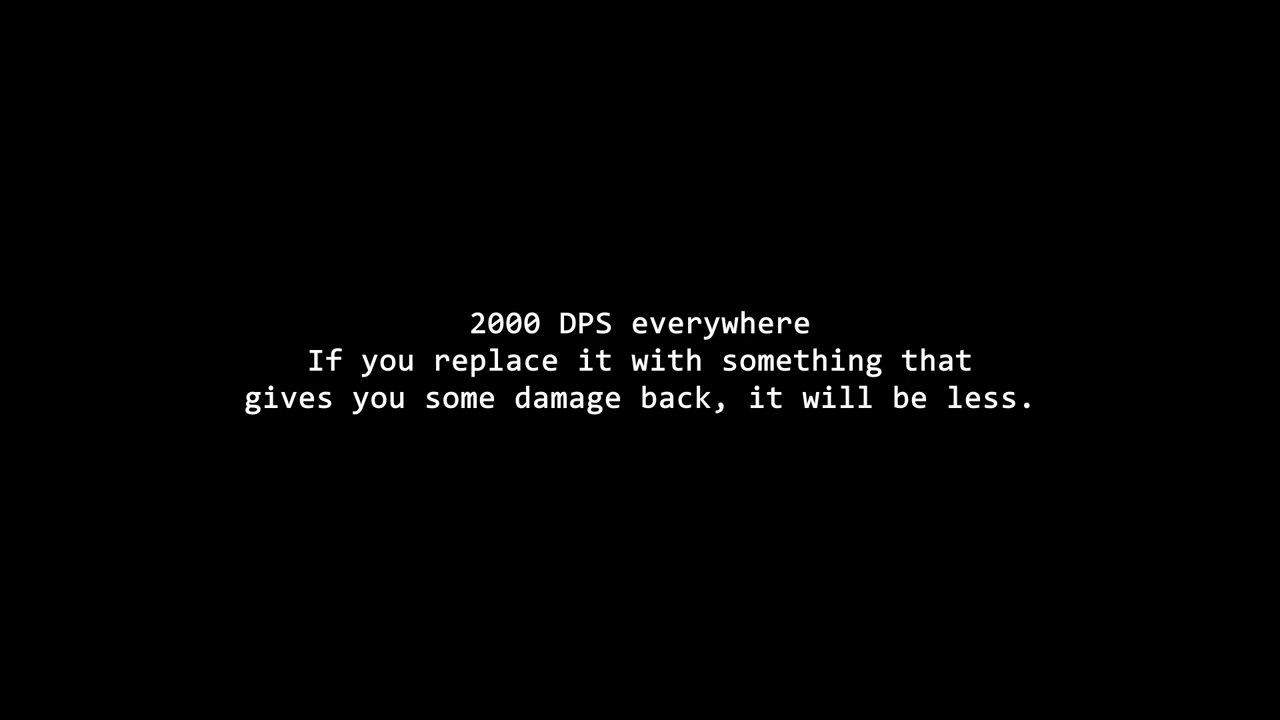 2000 DPS everywhere
If you replace it with something that
gives you some damage back, it will be less.